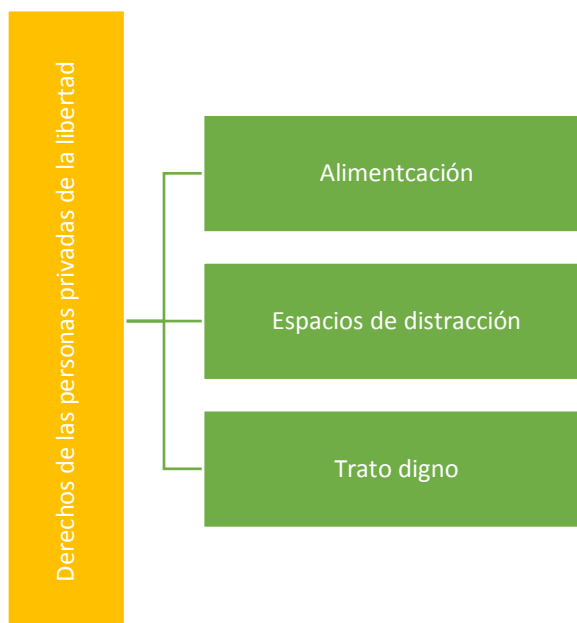 Derechos de las personas privadas de la libertad
Alimentcación
Espacios de distracción
Trato digno